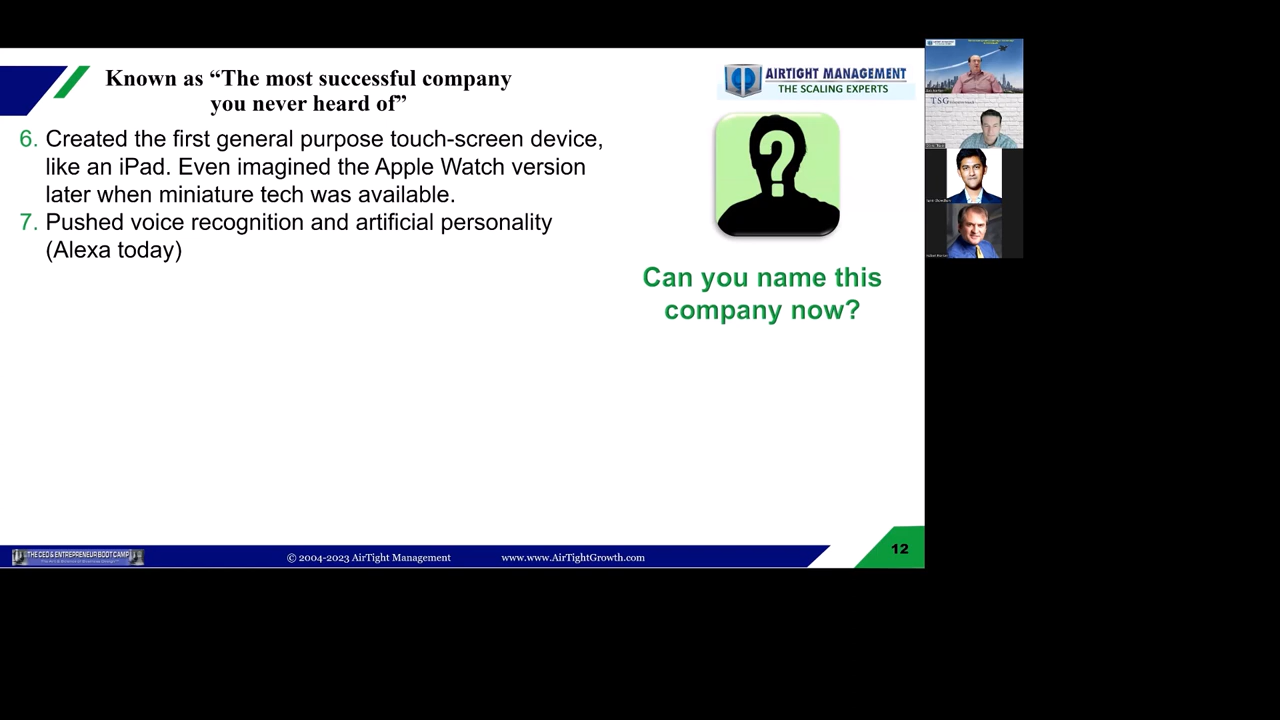 Known as “The most successful company
you never heard of”
AIRTIGHT MANAGEMENT
THE SCALING EXPERTS
6. Created the first general purpose touch-screen device,
like an iPad. Even imagined the Apple Watch version
later when miniature tech was available.
7. Pushed voice recognition and artificial personality
(Alexa today)
?
Can you name this
company now?
THE CEO & ENTREPRENEUR BOOT CAMP
© 2004-2023 AirTight Management
www.www.AirTightGrowth.com
12
TSG